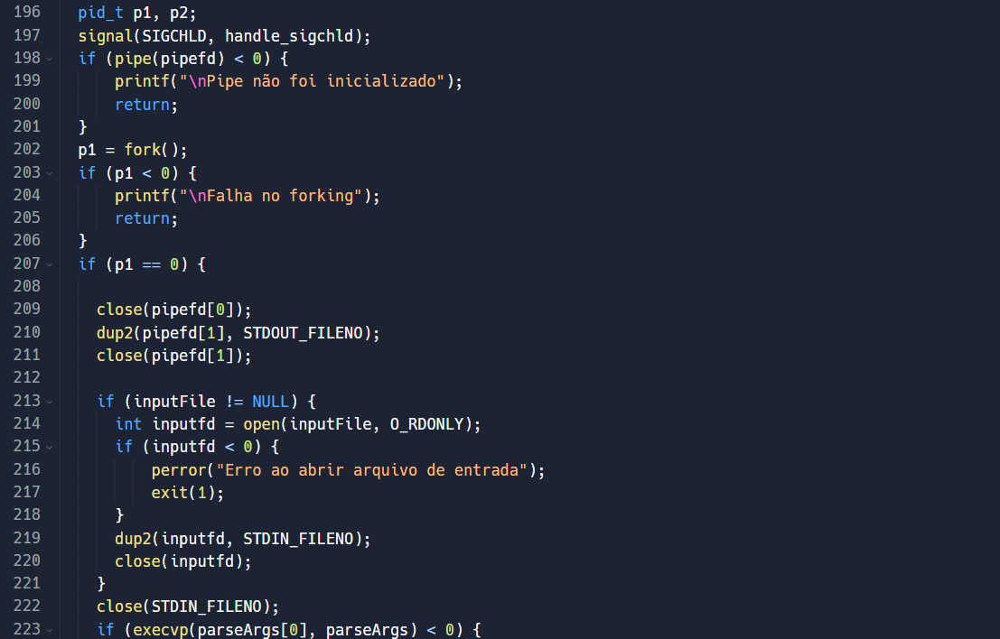 196 pid_t p1, p2;
197 signal(SIGCHLD, handle_sigchld);
198 if (pipe(pipefd) < 0) {
199 printf("\nPipe não foi inicializado");
200 return;
201 }
202 p1 = fork();
203 if (p1 < 0) {
204 printf("\nFalha no forking");
205 return;
206 }
207 if (p1 == 0) {
208
209 close(pipefd[0]);
210 dup2(pipefd[1], STDOUT_FILENO);
211 close(pipefd[1]);
212
213 if (inputFile != NULL) {
214 int inputfd = open(inputFile, O_RDONLY);
215 if (inputfd < 0) {
216 perror("Erro ao abrir arquivo de entrada");
217 exit(1);
218 }
219 dup2(inputfd, STDIN_FILENO);
220 close(inputfd);
221 }
222 close(STDIN_FILENO);
223 if (execvp(parseArgs[0], parseArgs) < 0) {